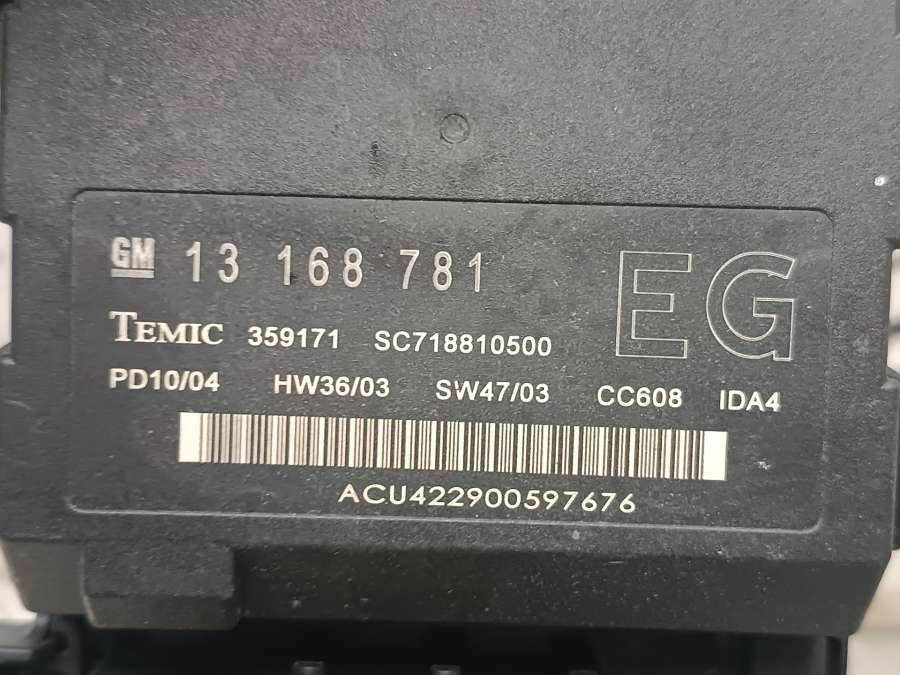 GM 13 168 781 EG
TEMIC 359171 SC718810500
PD10/04 HW36/03 SW47/03 CC608 IDA4
ACU422900597676